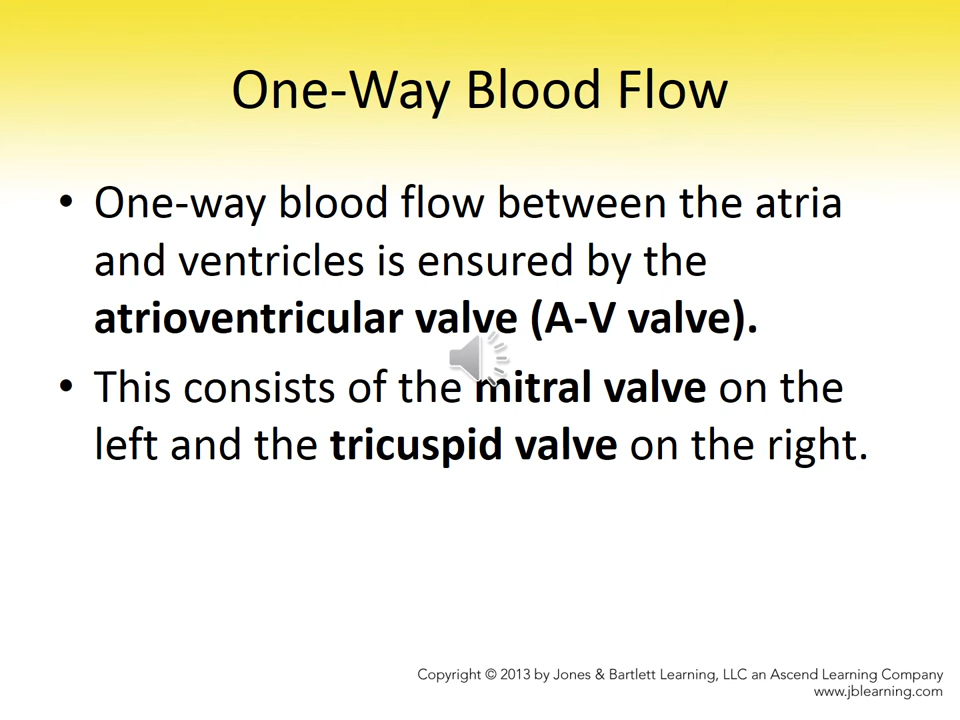 One-Way Blood Flow
• One-way blood flow between the atria
and ventricles is ensured by the
atrioventricular valve (A-V valve).
• This consists of the mitral valve on the
left and the tricuspid valve on the right.
Copyright © 2013 by Jones & Bartlett Learning, LLC an Ascend Learning Company
www.jblearning.com